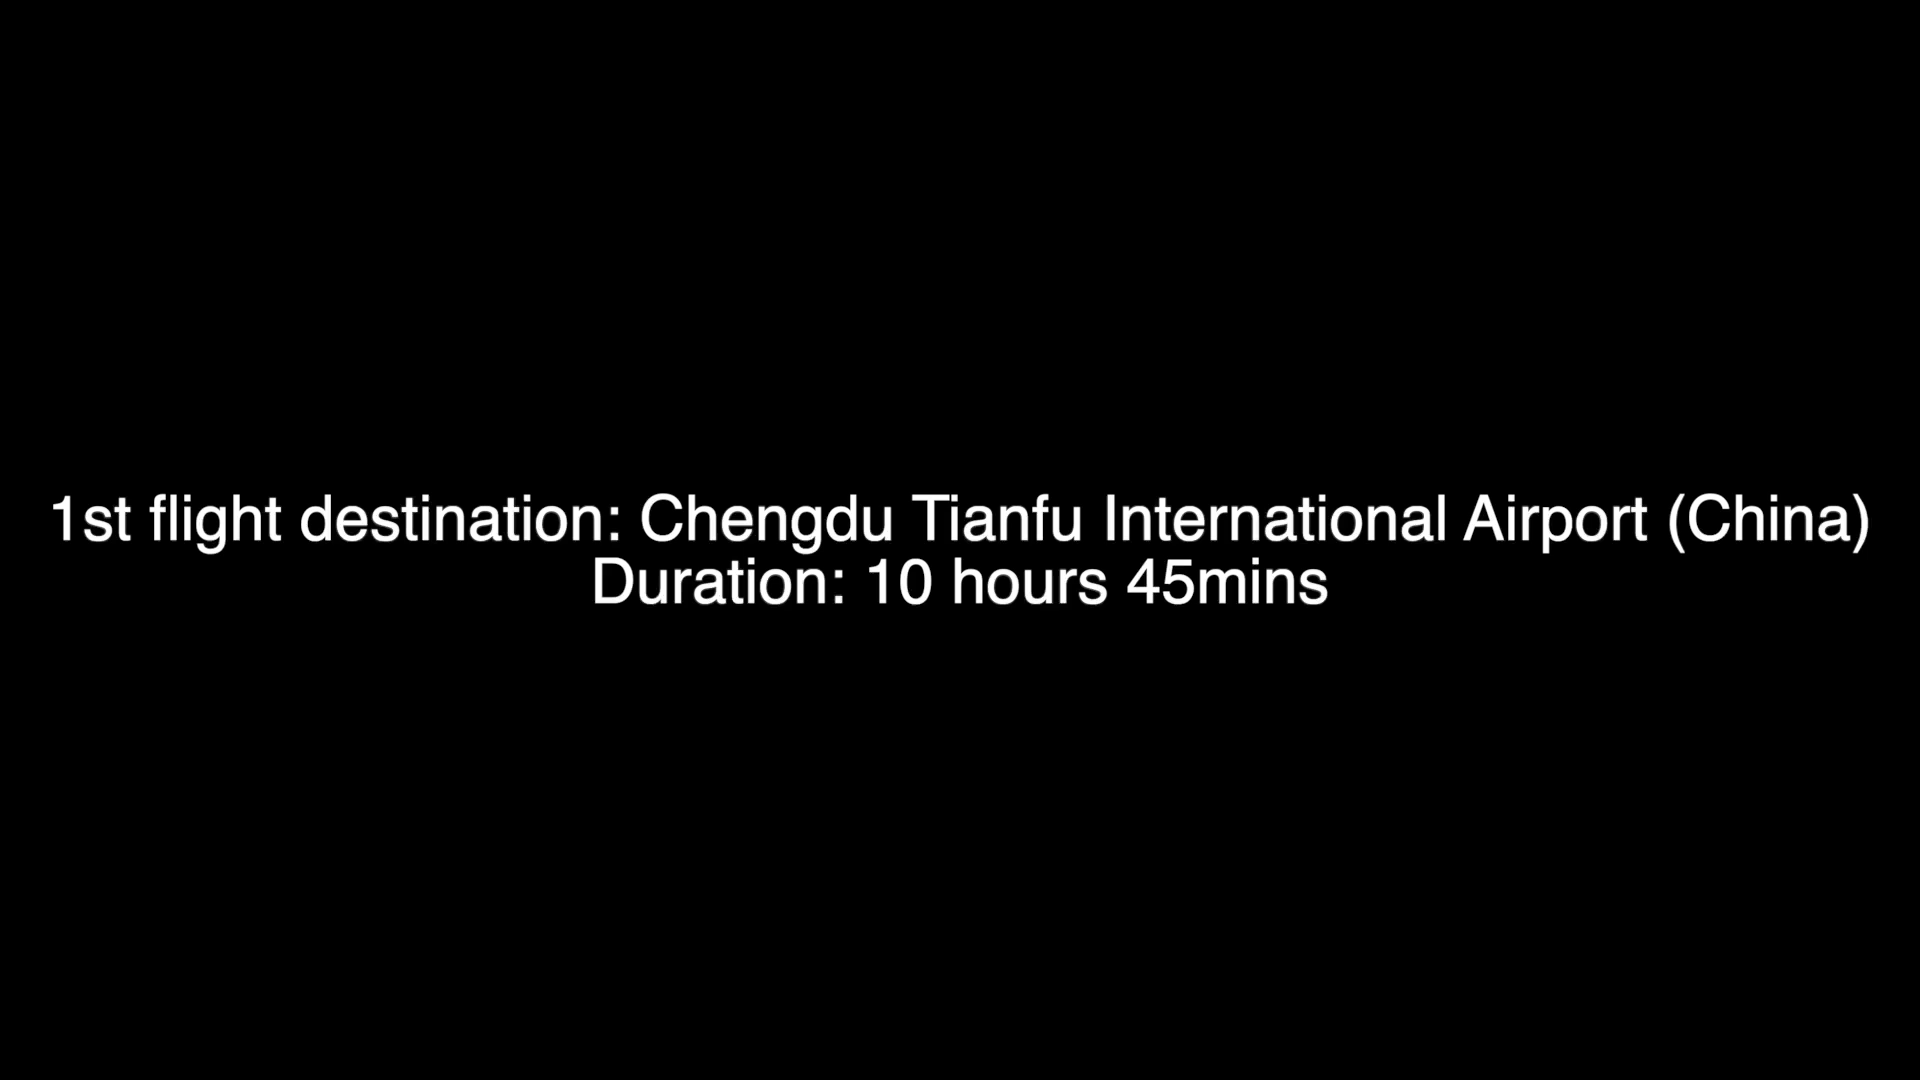 1st flight destination: Chengdu Tianfu International Airport (China)
Duration: 10 hours 45mins